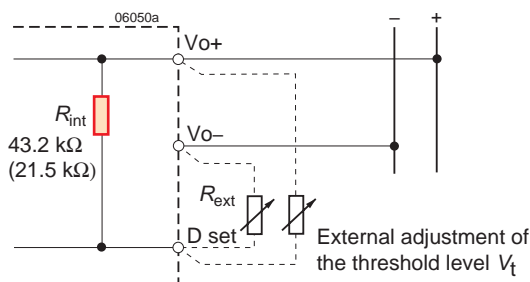 06050a
– +
Vo+
Rint
43.2 kΩ
(21.5 kΩ)
Vo–
Rext
D set
External adjustment of
the threshold level Vt